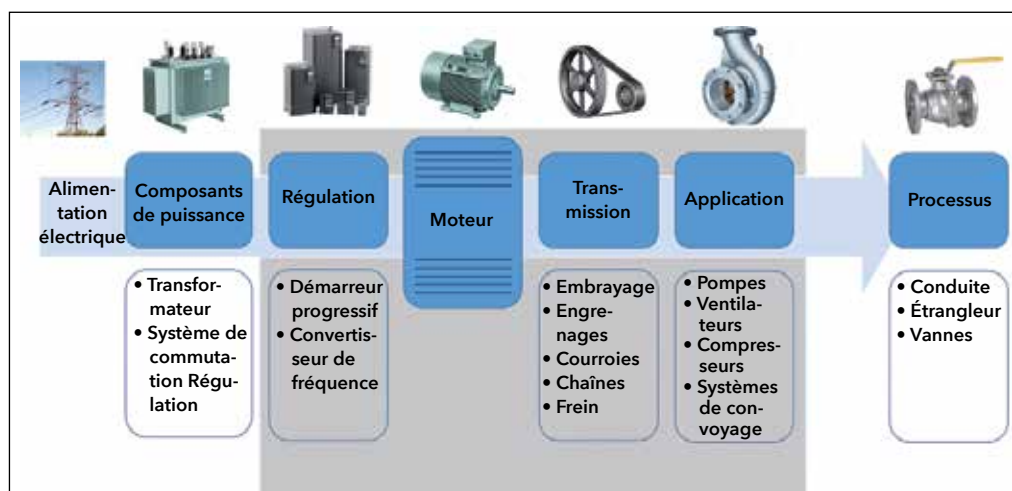 Alimen-
tation
électrique
Composants
de puissance
Régulation
Moteur
Trans-
mission
Application
Processus
• Transfor-
mateur
• Système de
commuta-
tion Régu-
lation
• Démarreur
progressif
• Convertis-
seur de
fréquence
• Embrayage
• Engre-
nages
• Courroies
• Chaînes
• Frein
• Pompes
• Ventila-
teurs
• Compres-
seurs
• Systèmes
de con-
voyage
• Conduite
• Étrangleur
• Vannes